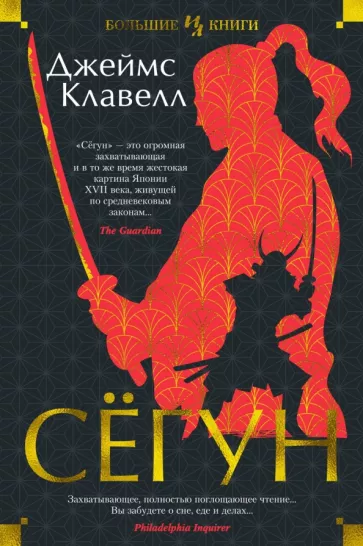 БОЛЬШИЕ ИЛ КНИГИ
Джеймс
Клавелл
«Сёгун» — это огромная
захватывающая
и в то же время жестокая
картина Японии
XVII века, живущей
по средневековым
законам...
The Guardian
СЁГУН
Захватывающее, полностью поглощающее чтение...
Вы забудете о сне, еде и делах...
Philadelphia Inquirer